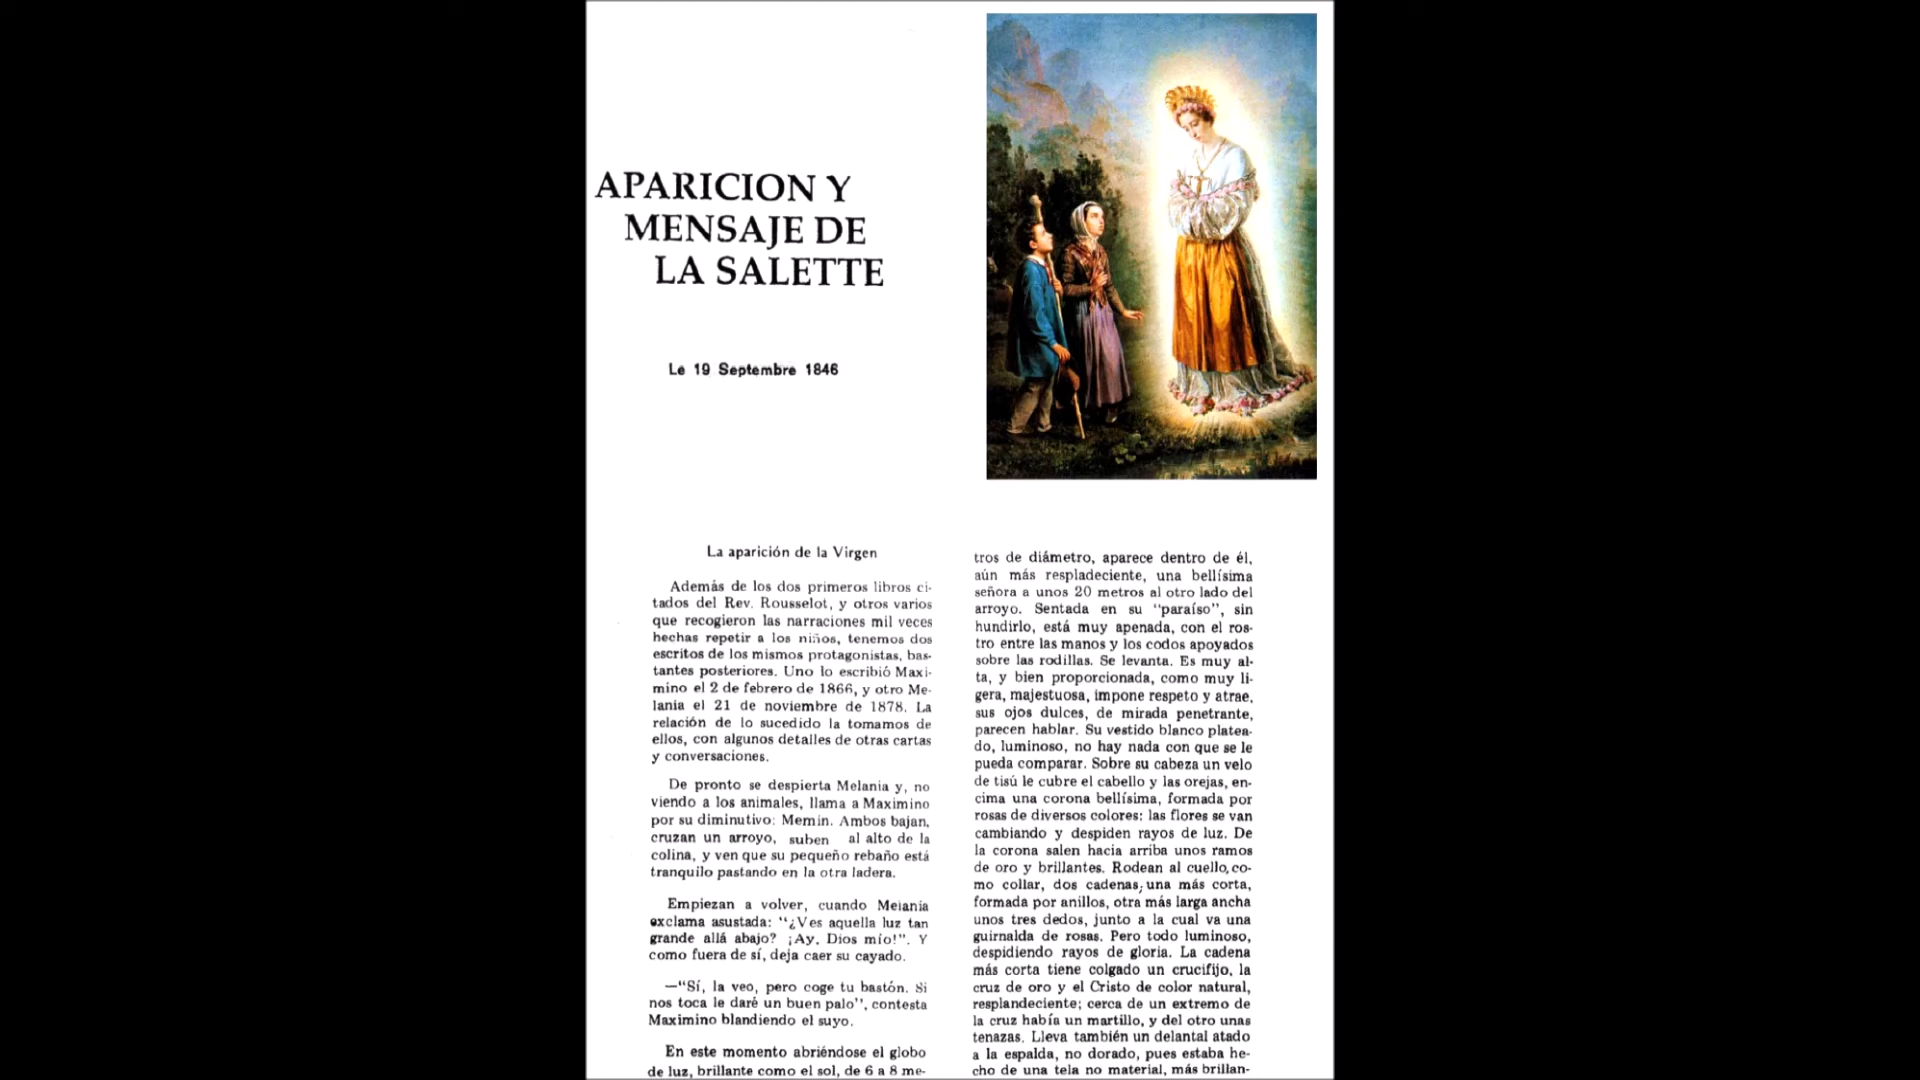 APARICION Y
MENSAJE DE
LA SALETTE
Le 19 Septembre 1846
La aparición de la Virgen
Además de los dos primeros libros ci-
tados del Rev. Rousselot, y otros varios
que recogieron las narraciones mil veces
hechas repetir a los niños, tenemos dos
escritos de los mismos protagonistas, bas-
tantes posteriores. Uno lo escribió Maxi-
mino el 2 de febrero de 1866, y otro Me-
lania el 21 de noviembre de 1878. La
relación de lo sucedido la tomamos de
ellos, con algunos detalles de otras cartas
y conversaciones.
De pronto se despierta Melania y, no
viendo a los animales, llama a Maximino
por su diminutivo: Memin. Ambos bajan,
cruzan un arroyo, suben al alto de la
colina, y ven que su pequeño rebaño está
tranquilo pastando en la otra ladera.
Empiezan a volver, cuando Melania
exclama asustada: "¿Ves aquella luz tan
grande allá abajo? ¡Ay, Dios mío!". Y
como fuera de sí, deja caer su cayado.
—"Sí, la veo, pero coge tu bastón. Si
nos toca le daré un buen palo", contesta
Maximino blandiendo el suyo.
En este momento abriéndose el globo
de luz, brillante como el sol, de 6 a 8 me-
tros de diámetro, aparece dentro de él,
aún más respladeciente, una bellísima
señora a unos 20 metros al otro lado del
arroyo. Sentada en su "paraíso", sin
hundirlo, está muy apenada, con el ros-
tro entre las manos y los codos apoyados
sobre las rodillas. Se levanta. Es muy al-
ta, y bien proporcionada, como muy li-
gera, majestuosa, impone respeto y atrae,
sus ojos dulces, de mirada penetrante,
parecen hablar. Su vestido blanco platea-
do, luminoso, no hay nada con que se le
pueda comparar. Sobre su cabeza un velo
de tisú le cubre el cabello y las orejas, en-
cima una corona bellísima, formada por
rosas de diversos colores: las flores se van
cambiando y despiden rayos de luz. De
la corona salen hacia arriba unos ramos
de oro y brillantes. Rodean al cuello, co-
mo collar, dos cadenas; una más corta,
formada por anillos, otra más larga ancha
unos tres dedos, junto a la cual va una
guirnalda de rosas. Pero todo luminoso,
despidiendo rayos de gloria. La cadena
más corta tiene colgado un crucifijo, la
cruz de oro y el Cristo de color natural,
resplandeciente; cerca de un extremo de
la cruz había un martillo, y del otro unas
tenazas. Lleva también un delantal atado
a la espalda, no dorado, pues estaba he-
cho de una tela no material, más brillan-